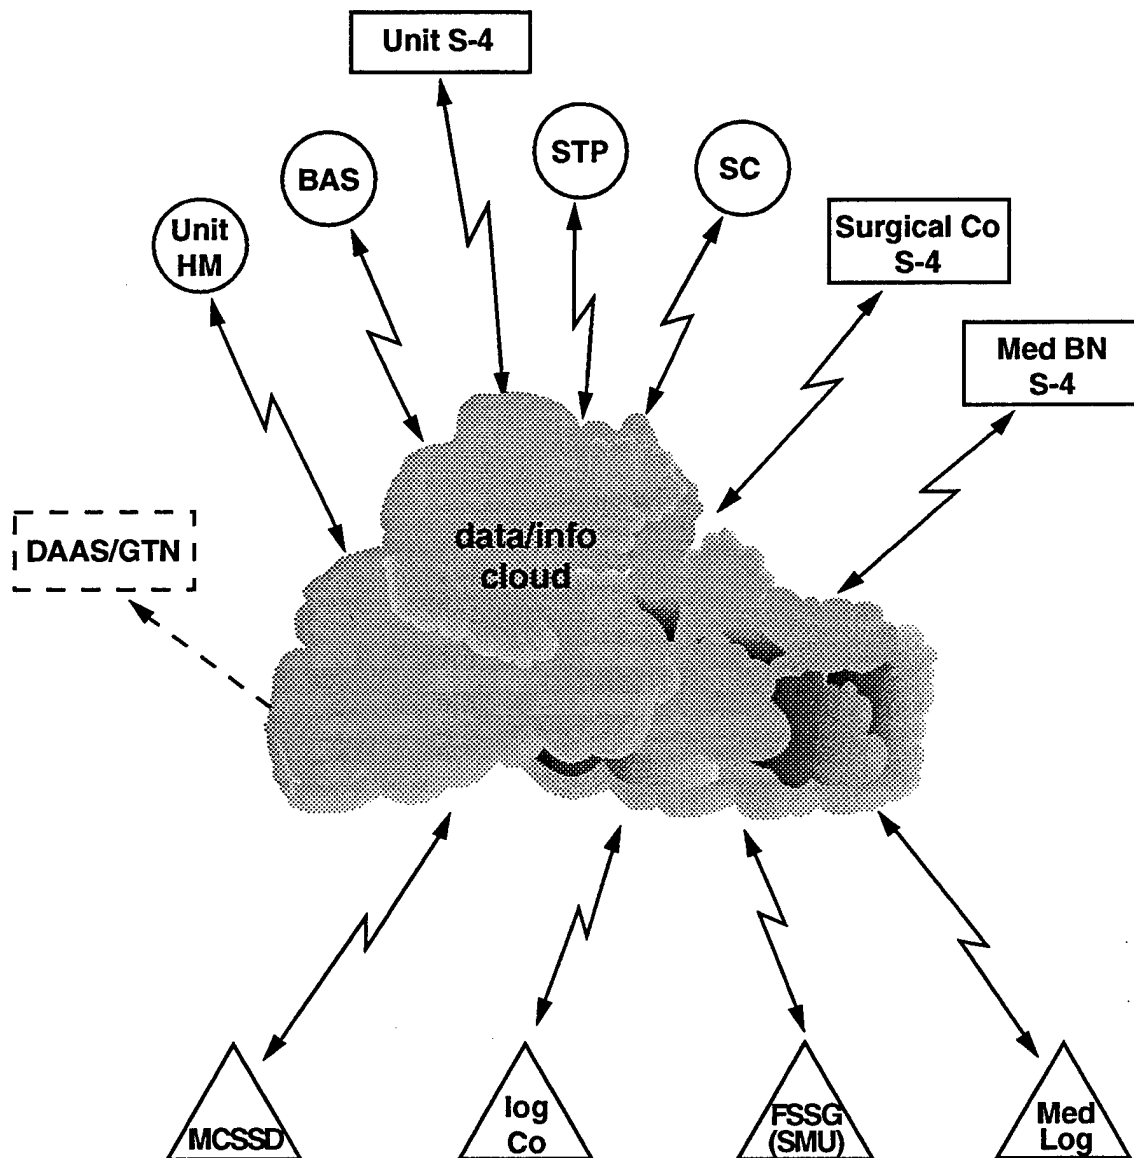 Unit S-4
STP
BAS
SC
Unit
HM
Surgical Co
S-4
Med BN
S-4
DAAS/GTN
data/info
cloud
MCSSD
log
Co
FSSG
(SMU)
Med
Log